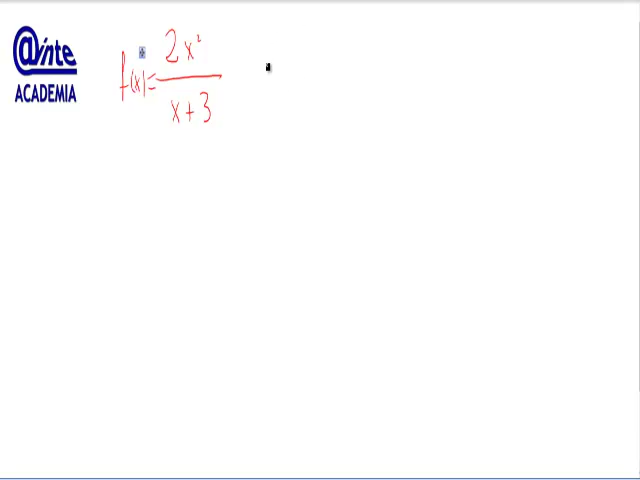 @inte
ACADEMIA
f(x)= 2x²
x+3